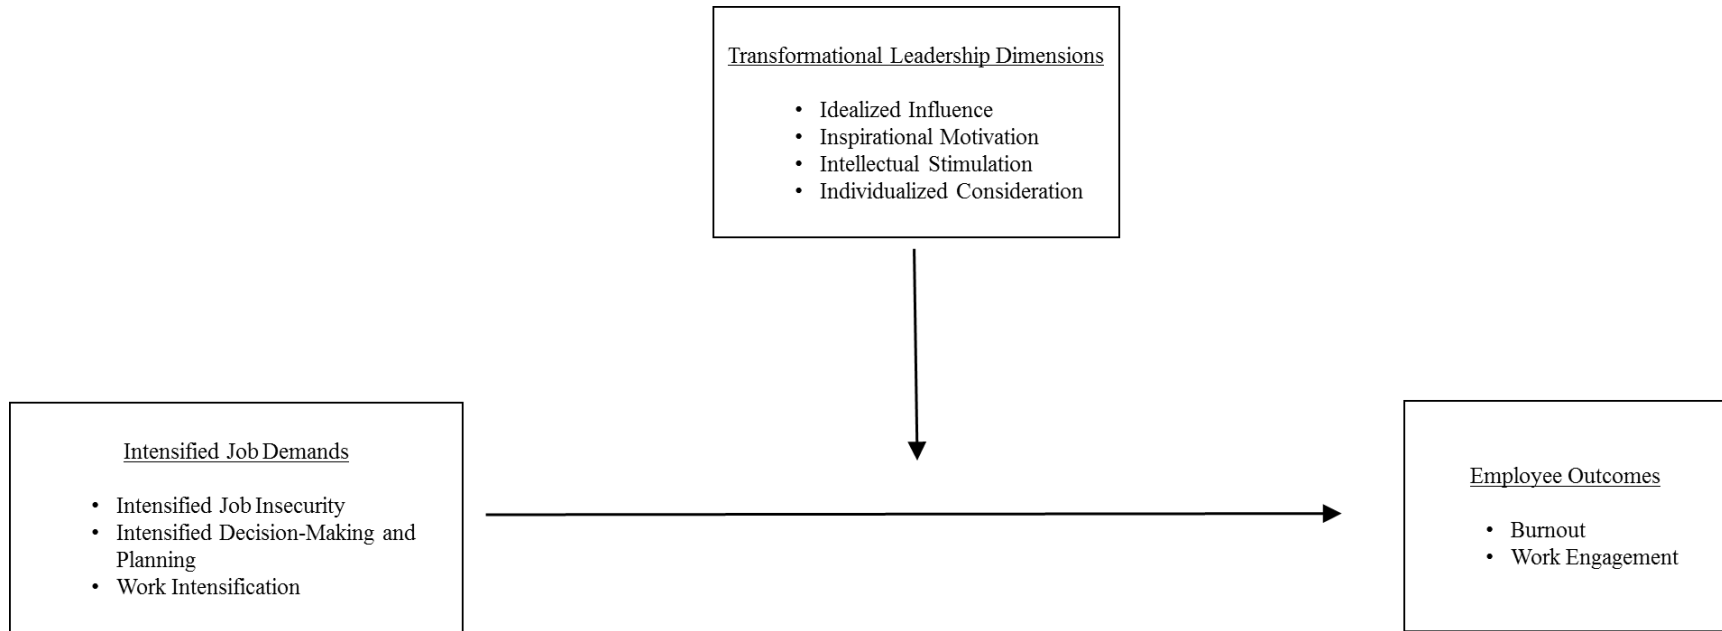 Transformational Leadership Dimensions
• Idealized Influence
• Inspirational Motivation
• Intellectual Stimulation
• Individualized Consideration
Intensified Job Demands
• Intensified Job Insecurity
• Intensified Decision-Making and
Planning
• Work Intensification
Employee Outcomes
• Burnout
• Work Engagement